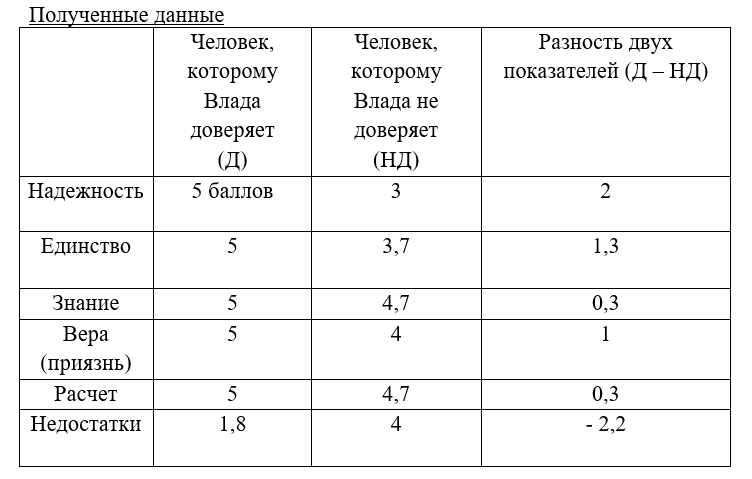 Полученные данные
Человек, которому Влада доверяет (Д)
Человек, которому Влада не доверяет (НД)
Разность двух показателей (Д – НД)
Надежность 5 баллов 3 2
Единство 5 3,7 1,3
Знание 5 4,7 0,3
Вера (приязнь) 5 4 1
Расчет 5 4,7 0,3
Недостатки 1,8 4 - 2,2